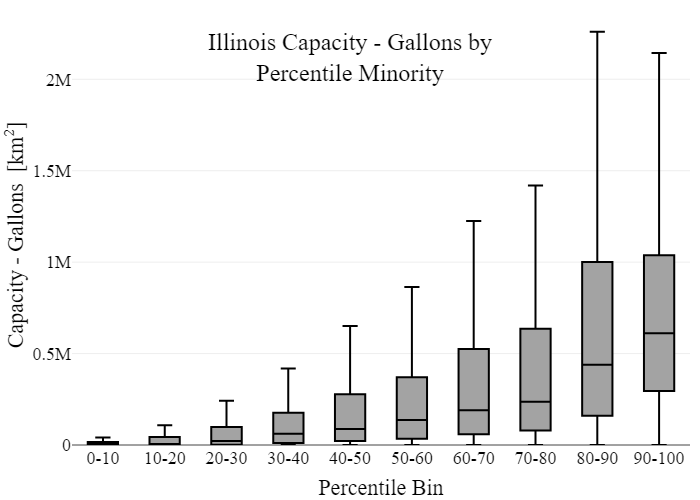 Illinois Capacity - Gallons by
Percentile Minority
Capacity - Gallons [km²]
2M
1.5M
1M
0.5M
0
0-10 10-20 20-30 30-40 40-50 50-60 60-70 70-80 80-90 90-100
Percentile Bin